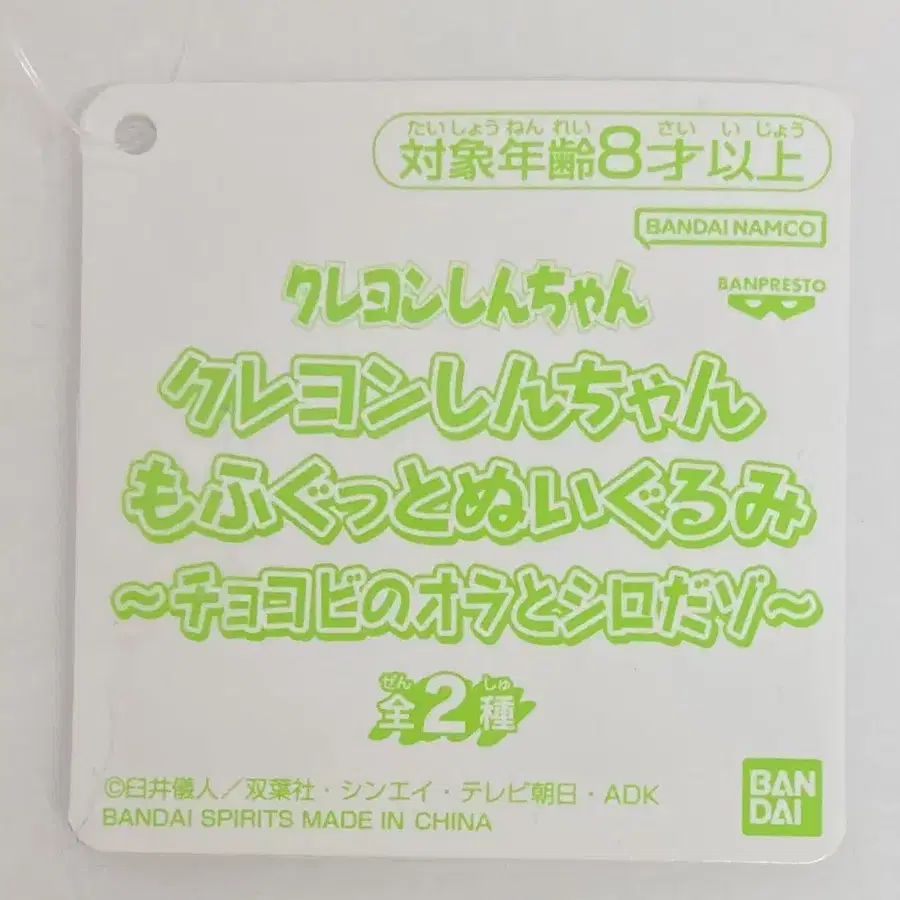 たいしょうねんれい さいいじょう
対象年齢8才以上
BANDAI NAMCO
BANPRESTO
クレヨンしんちゃん
クレヨンしんちゃん
もふぐっとぬいぐるみ
～チョコビのオラとシロだゾ～
ぜん しゅ
全2種
©臼井儀人／双葉社・シンエイ・テレビ朝日・ADK
BANDAI SPIRITS MADE IN CHINA
BAN
DAI